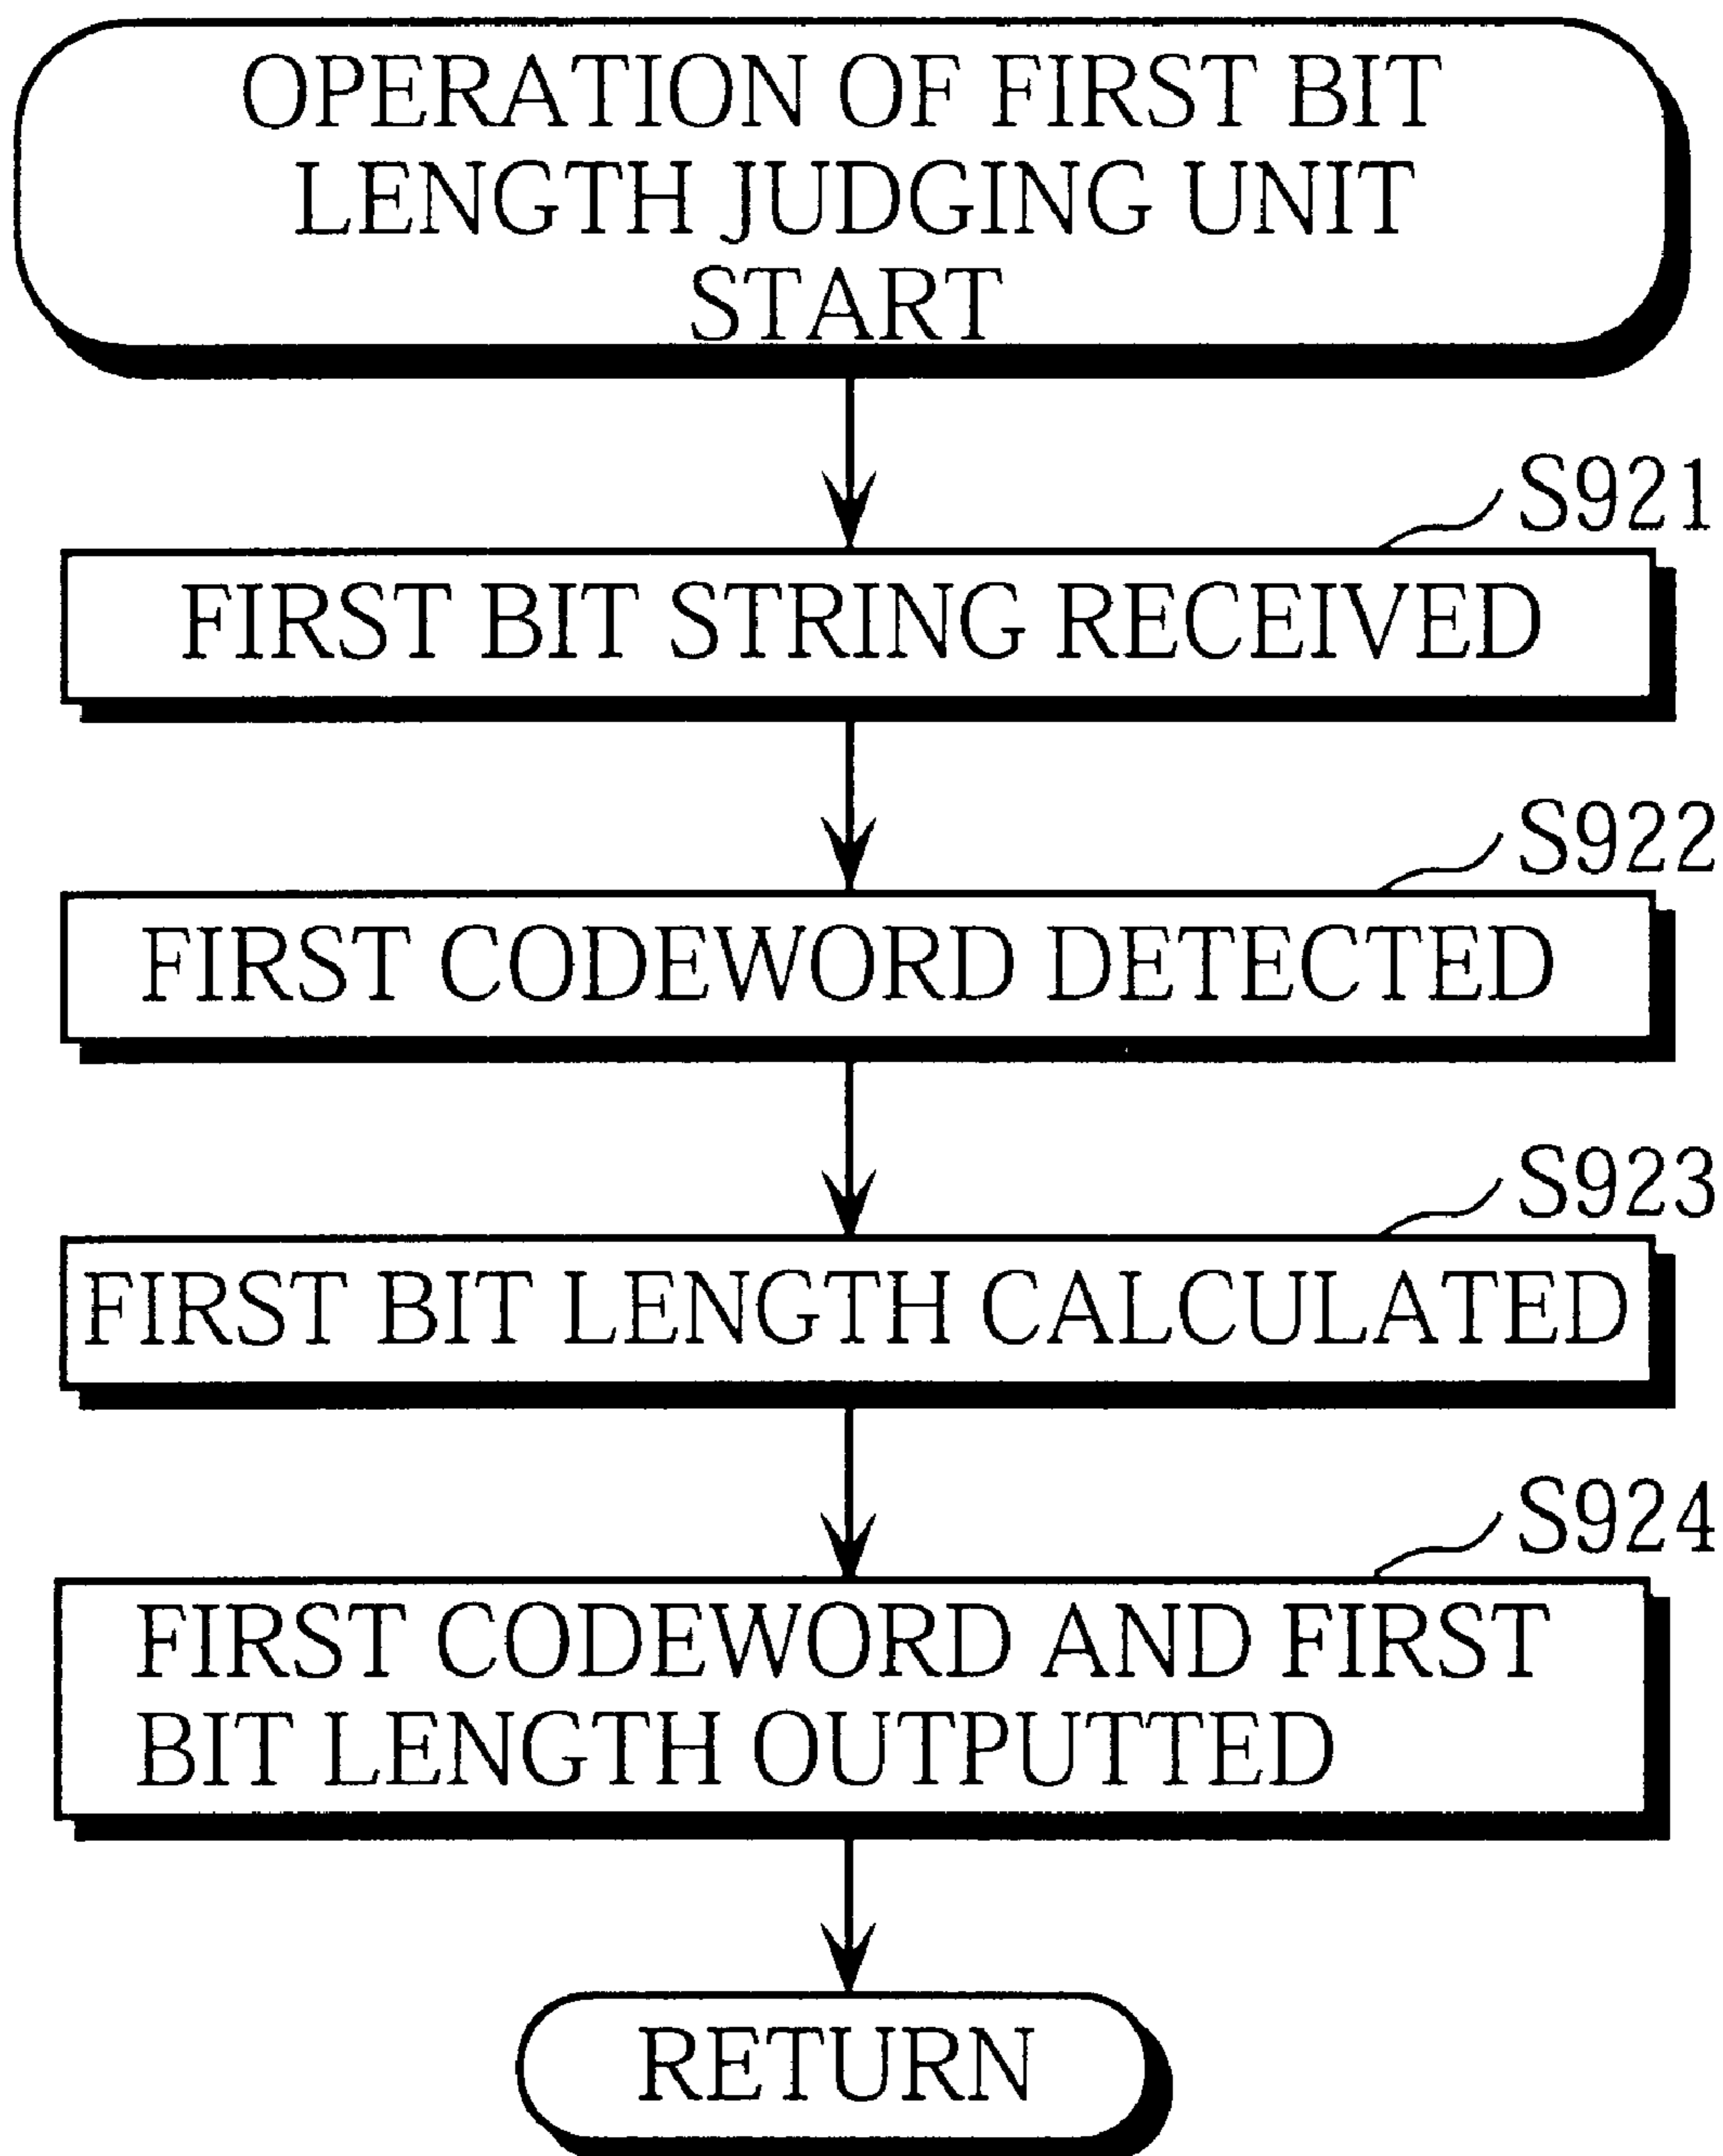 OPERATION OF FIRST BIT
LENGTH JUDGING UNIT
START
S921
FIRST BIT STRING RECEIVED
S922
FIRST CODEWORD DETECTED
S923
FIRST BIT LENGTH CALCULATED
S924
FIRST CODEWORD AND FIRST
BIT LENGTH OUTPUTTED
RETURN